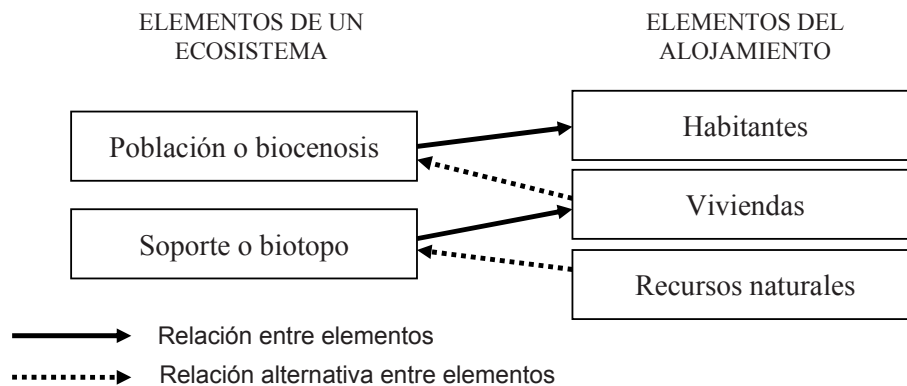 ELEMENTOS DE UN
ECOSISTEMA
ELEMENTOS DEL
ALOJAMIENTO
Población o biocenosis
Soporte o biotopo
Habitantes
Viviendas
Recursos naturales
Relación entre elementos
Relación alternativa entre elementos